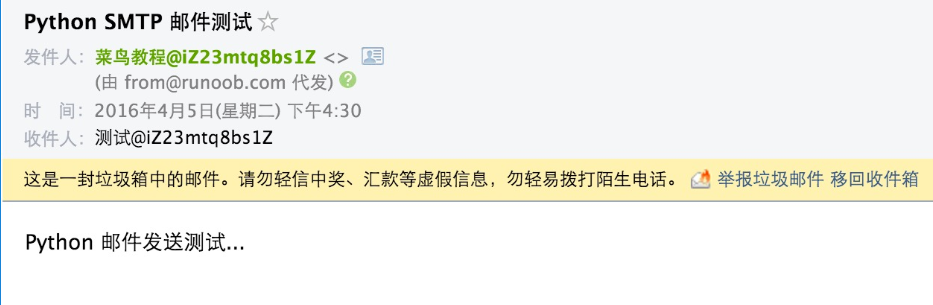 Python SMTP 邮件测试☆
发件人：菜鸟教程@iZ23mtq8bs1Z <>
(由 from@runoob.com 代发)
时　间：2016年4月5日(星期二) 下午4:30
收件人：测试@iZ23mtq8bs1Z
这是一封垃圾箱中的邮件。请勿轻信中奖、汇款等虚假信息，勿轻易拨打陌生电话。 举报垃圾邮件 移回收件箱
Python 邮件发送测试...